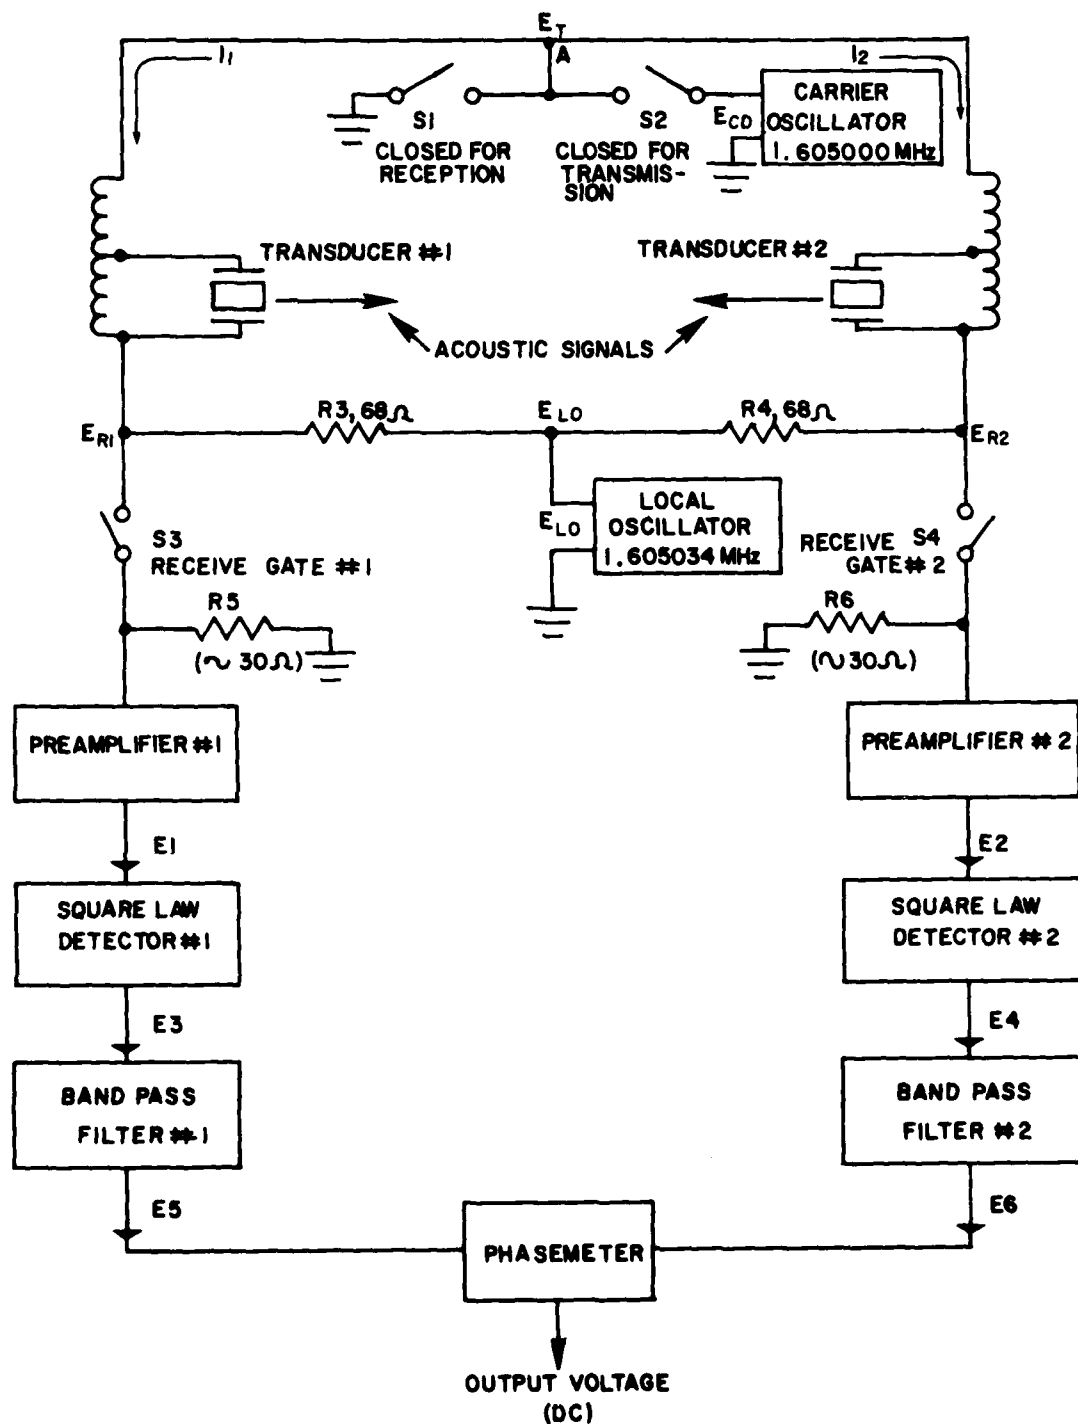 E_T
I1
A
I2
S1
CLOSED FOR
RECEPTION
S2
CLOSED FOR
TRANSMIS-
SION
E_CO
CARRIER
OSCILLATOR
1.605000 MHz
TRANSDUCER #1
TRANSDUCER #2
ACOUSTIC SIGNALS
E_R1
R3, 68Ω
E_LO
R4, 68Ω
E_R2
E_LO
LOCAL
OSCILLATOR
1.605034 MHz
S3
RECEIVE GATE #1
RECEIVE S4
GATE #2
R5
(~30Ω)
R6
(~30Ω)
PREAMPLIFIER #1
PREAMPLIFIER #2
E1
E2
SQUARE LAW
DETECTOR #1
SQUARE LAW
DETECTOR #2
E3
E4
BAND PASS
FILTER #1
BAND PASS
FILTER #2
E5
E6
PHASEMETER
OUTPUT VOLTAGE
(DC)